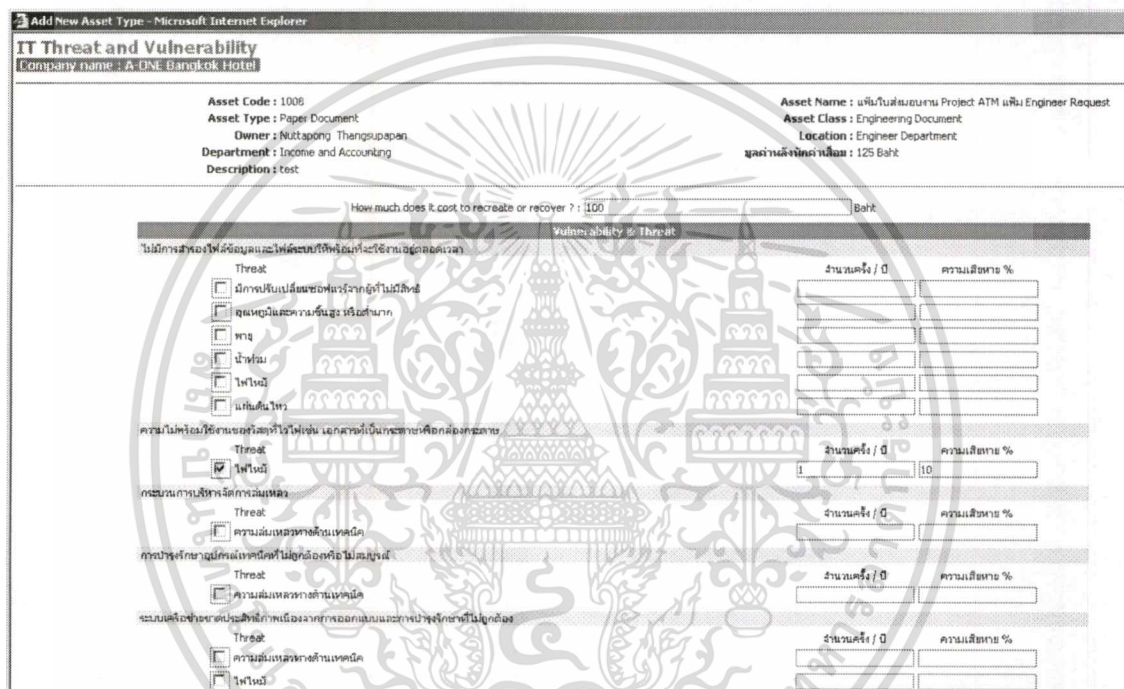 Add New Asset Type - Microsoft Internet Explorer
IT Threat and Vulnerability
Company name : A-ONE Bangkok Hotel
Asset Code : 1008
Asset Name : แฟ้มใบส่งมอบงาน Project ATM แฟ้ม Engineer Request
Asset Type : Paper Document
Asset Class : Engineering Document
Owner : Nuttapong Thangsupapan
Location : Engineer Department
Department : Income and Accounting
มูลค่าหลังหักค่าเสื่อม : 125 Baht
Description : test
How much does it cost to recreate or recover ? : 100 Baht
Vulnerability & Threat
ไม่มีการสำรองไฟล์ข้อมูลและไฟล์ระบบให้พร้อมที่จะใช้งานอยู่ตลอดเวลา
Threat จำนวนครั้ง / ปี ความเสียหาย %
มีการปรับเปลี่ยนซอฟแวร์จากผู้ที่ไม่มีสิทธิ์
อุณหภูมิและความชื้นสูง หรือต่ำมาก
พายุ
น้ำท่วม
ไฟไหม้
แผ่นดินไหว
ความไม่พร้อมใช้งานของวัสดุที่ไวไฟเช่น เอกสารที่เป็นกระดาษหรือกล่องกระดาษ
Threat จำนวนครั้ง / ปี ความเสียหาย %
ไฟไหม้ 1 10
กระบวนการบริหารจัดการล้มเหลว
Threat จำนวนครั้ง / ปี ความเสียหาย %
ความล้มเหลวทางด้านเทคนิค
การบำรุงรักษาอุปกรณ์เทคนิคที่ไม่ถูกต้องหรือไม่สมบูรณ์
Threat จำนวนครั้ง / ปี ความเสียหาย %
ความล้มเหลวทางด้านเทคนิค
ระบบเครือข่ายขาดประสิทธิภาพเนื่องจากการออกแบบและการบำรุงรักษาที่ไม่ถูกต้อง
Threat จำนวนครั้ง / ปี ความเสียหาย %
ความล้มเหลวทางด้านเทคนิค
ไฟไหม้